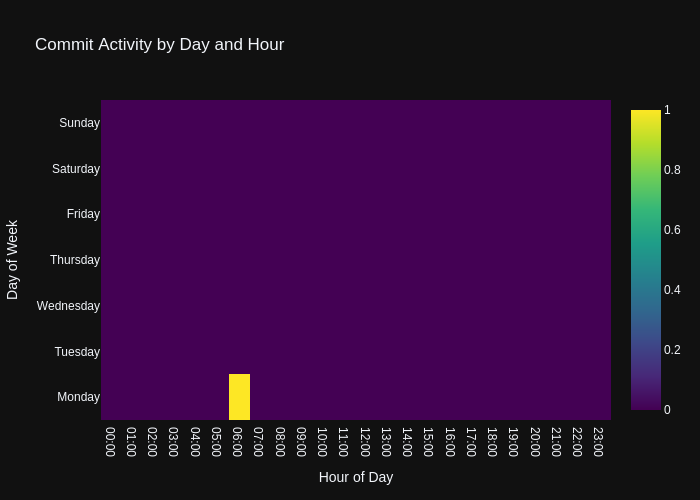 Commit Activity by Day and Hour
Sunday
Saturday
Friday
Thursday
Wednesday
Tuesday
Monday
Day of Week
00:00 01:00 02:00 03:00 04:00 05:00 06:00 07:00 08:00 09:00 10:00 11:00 12:00 13:00 14:00 15:00 16:00 17:00 18:00 19:00 20:00 21:00 22:00 23:00
Hour of Day
1
0.8
0.6
0.4
0.2
0